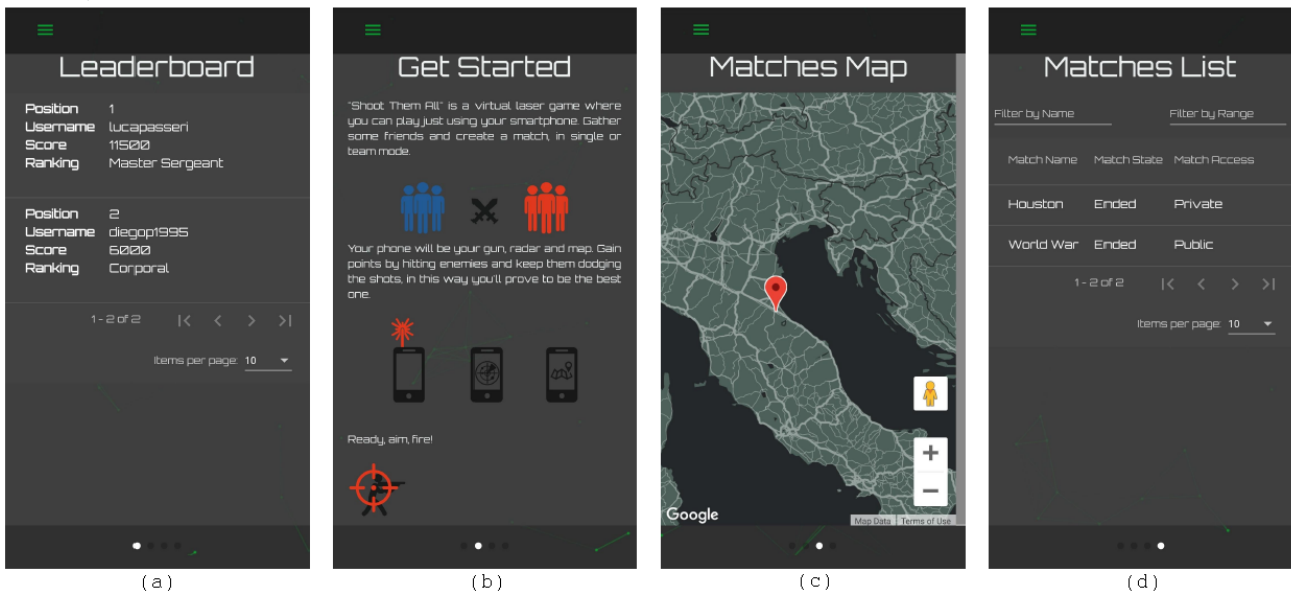 Leaderboard
Position 1
Username lucapasseri
Score 11500
Ranking Master Sergeant
Position 2
Username diegop1995
Score 6000
Ranking Corporal
1 - 2 of 2
Items per page: 10
(a)
Get Started
"Shoot Them All" is a virtual laser game where
you can play just using your smartphone. Gather
some friends and create a match, in single or
team mode.
Your phone will be your gun, radar and map. Gain
points by hitting enemies and keep them dodging
the shots, in this way you'll prove to be the best
one.
Ready, aim, fire!
(b)
Matches Map
Google
Map Data
Terms of Use
(c)
Matches List
Filter by Name Filter by Range
Match Name Match State Match Access
Houston Ended Private
World War Ended Public
1 - 2 of 2
Items per page: 10
(d)